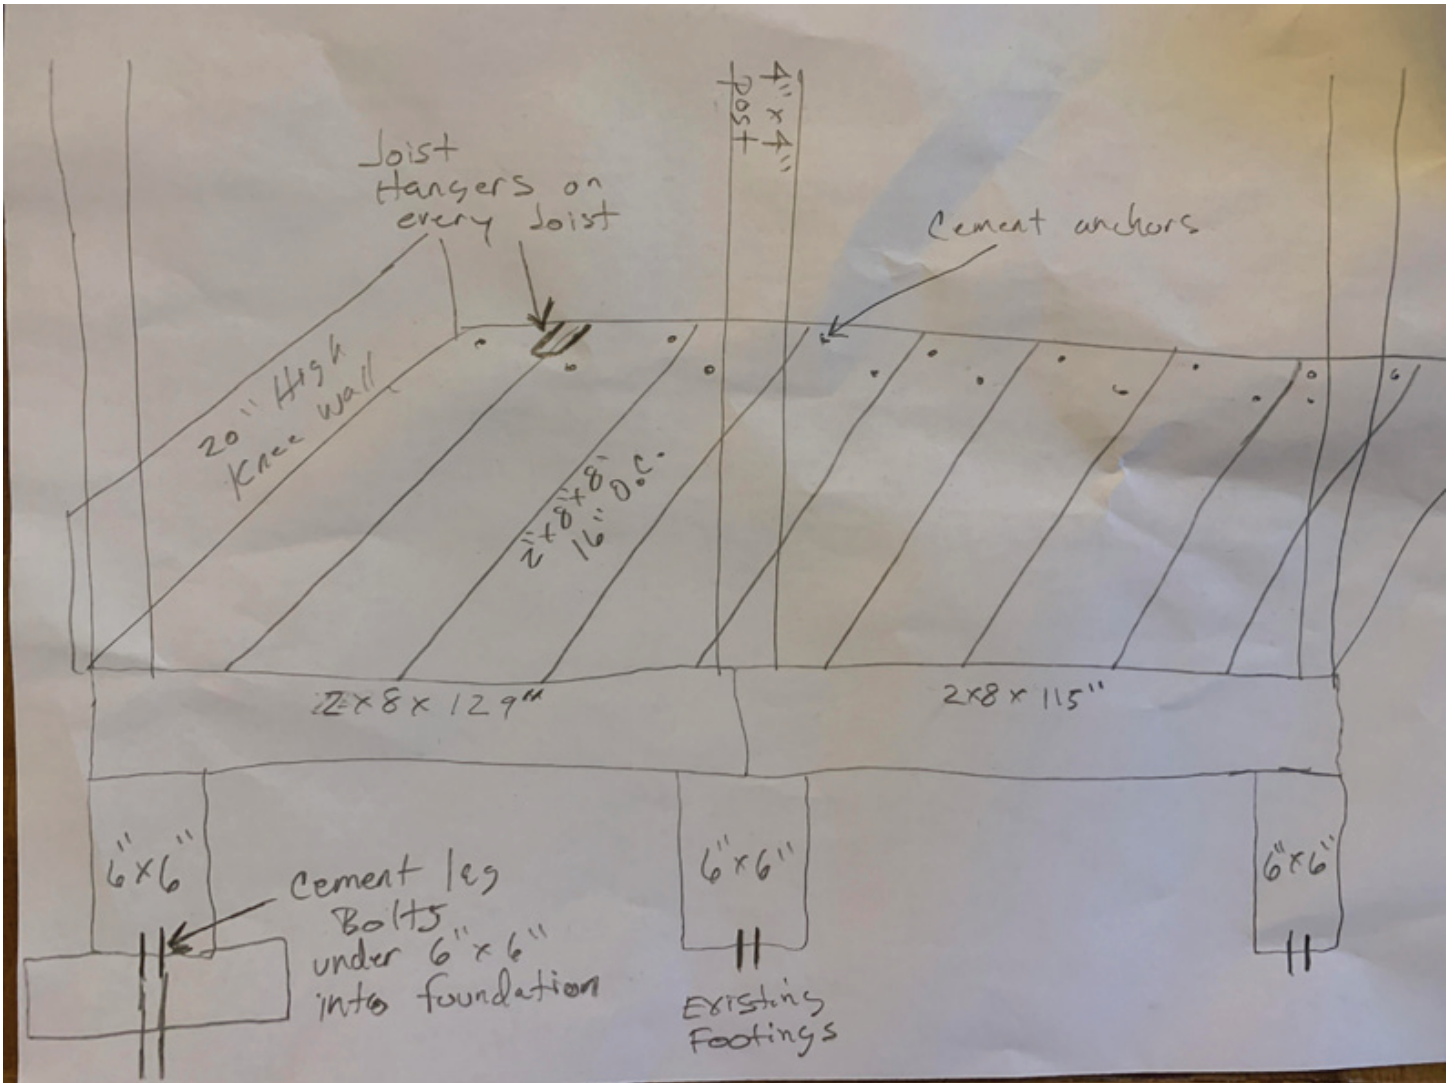 4" x 4"
Post
Joist
Hangers on
every Joist
Cement anchors
20" High
Knee Wall
2"x8"x8'
16" O.C.
2x8x129"
2x8x115"
6"x6"
6"x6"
6"x6"
Cement leg
Bolts
under 6"x6"
into foundation
Existing
Footings